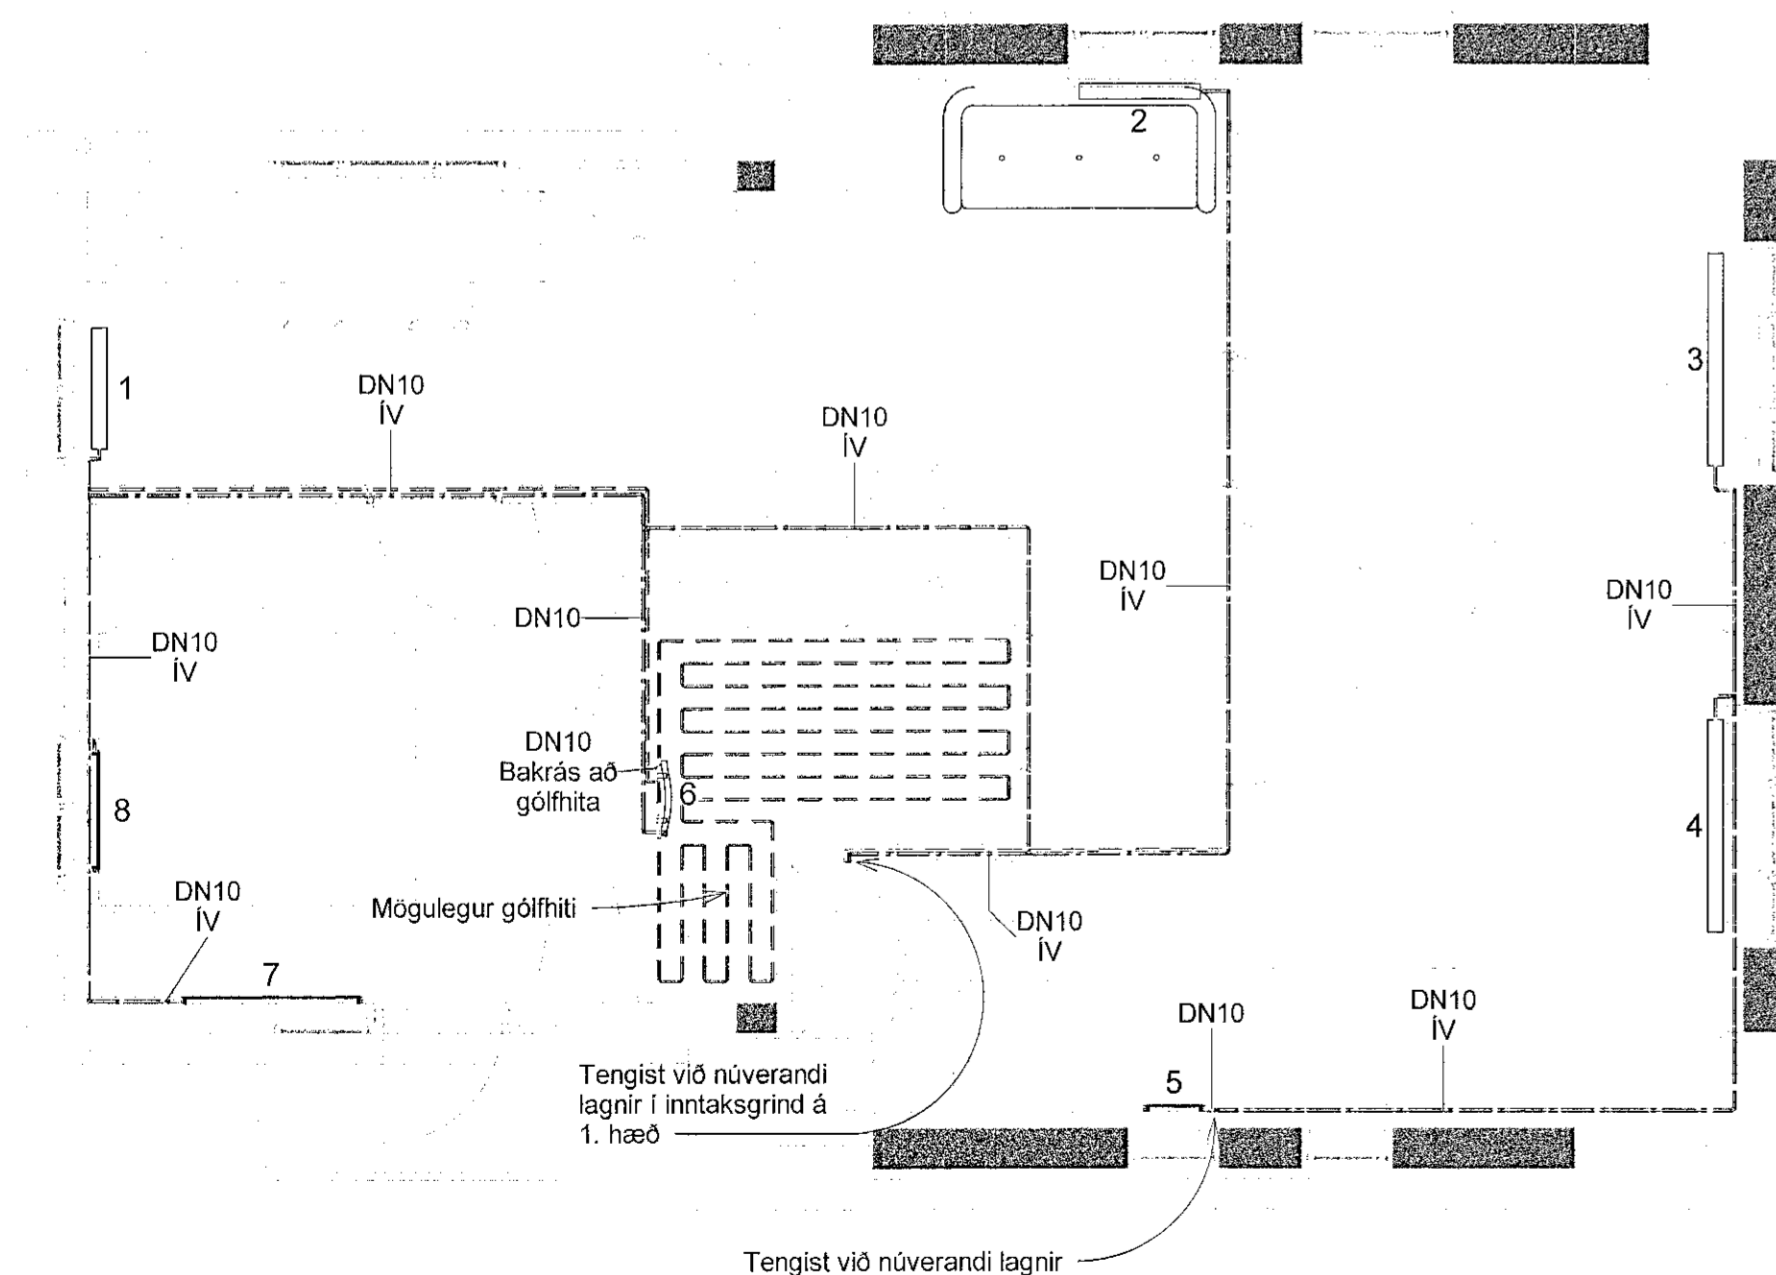 2
3
1
DN10
ÍV
DN10
ÍV
DN10
ÍV
DN10
ÍV
DN10
DN10
ÍV
DN10
Bakrás að
gólfhita
6
8
4
DN10
ÍV
Mögulegur gólfhiti
DN10
ÍV
7
DN10
DN10
ÍV
Tengist við núverandi
lagnir í inntaksgrind á
1. hæð
5
Tengist við núverandi lagnir